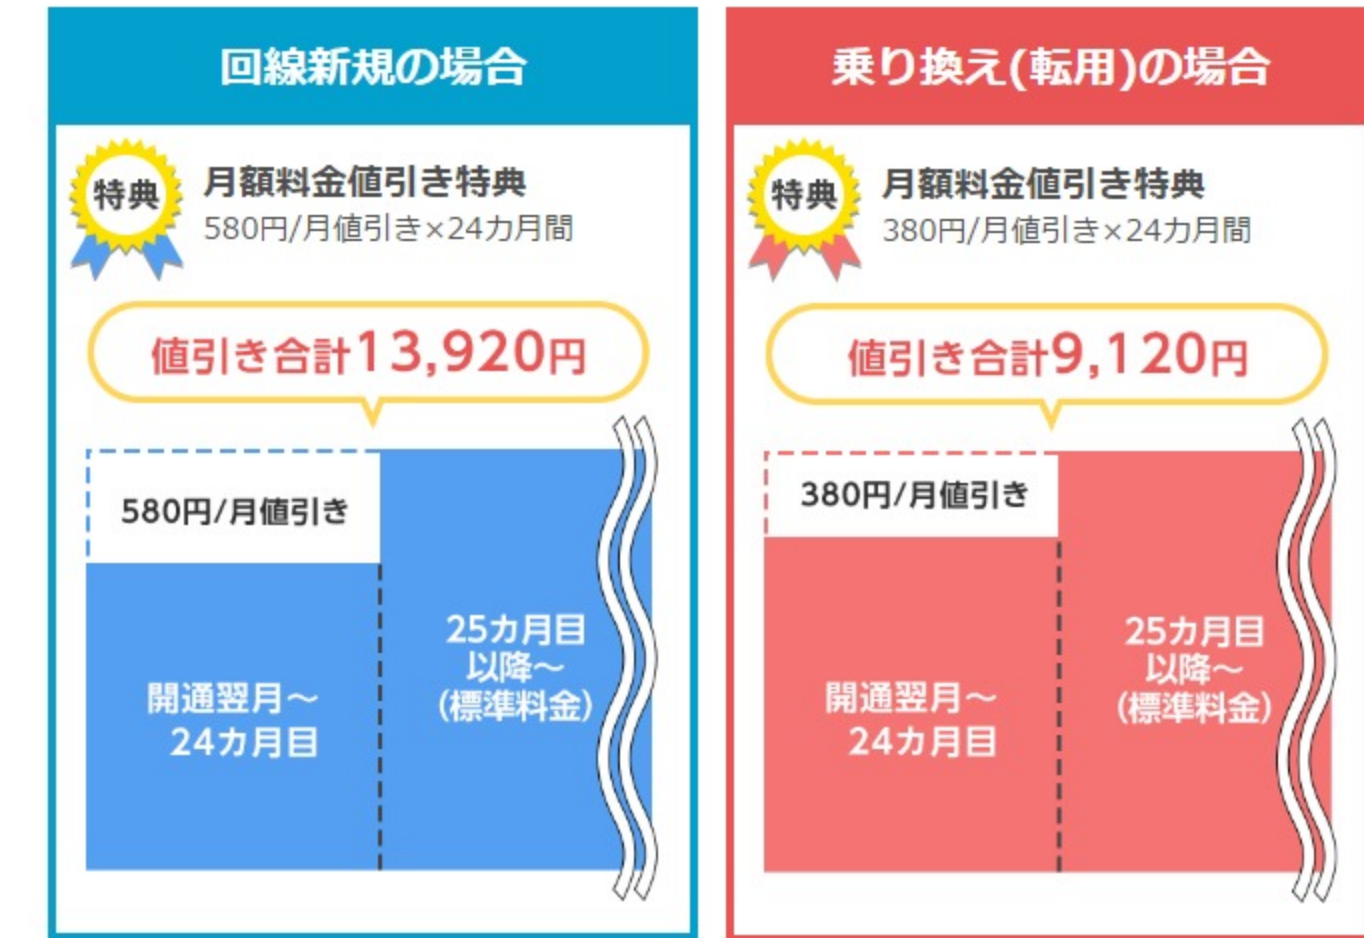 回線新規の場合
特典
月額料金値引き特典
580円/月値引き×24カ月間
値引き合計13,920円
580円/月値引き
開通翌月～
24カ月目
25カ月目
以降～
(標準料金)
乗り換え(転用)の場合
特典
月額料金値引き特典
380円/月値引き×24カ月間
値引き合計9,120円
380円/月値引き
開通翌月～
24カ月目
25カ月目
以降～
(標準料金)